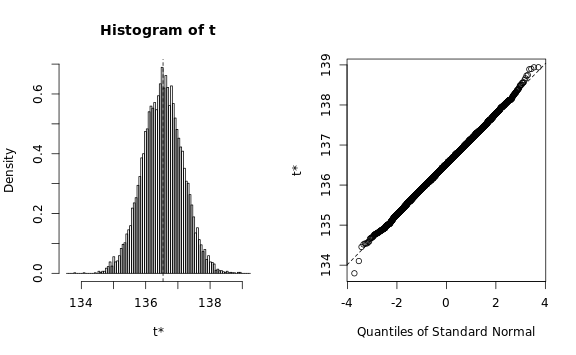 Histogram of t
Density
0.0 0.2 0.4 0.6
134 136 138
t*
t*
134 135 136 137 138 139
-4 -2 0 2 4
Quantiles of Standard Normal